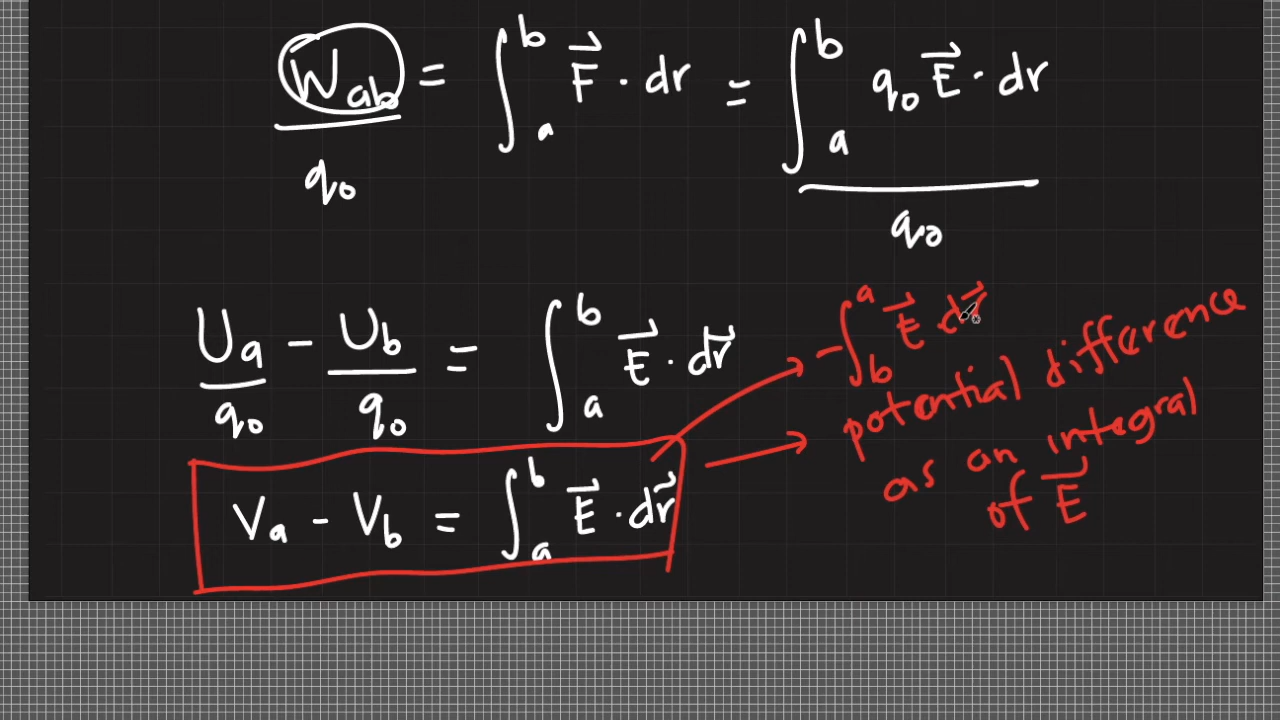 W_ab / q_0 = ∫_a^b F⃗ · dr = ∫_a^b q_0 E⃗ · dr / q_0
U_a / q_0 − U_b / q_0 = ∫_a^b E⃗ · dr⃗
V_a − V_b = ∫_a^b E⃗ · dr⃗
→ −∫_b^a E⃗ dr⃗
→ potential difference
as an integral
of E⃗